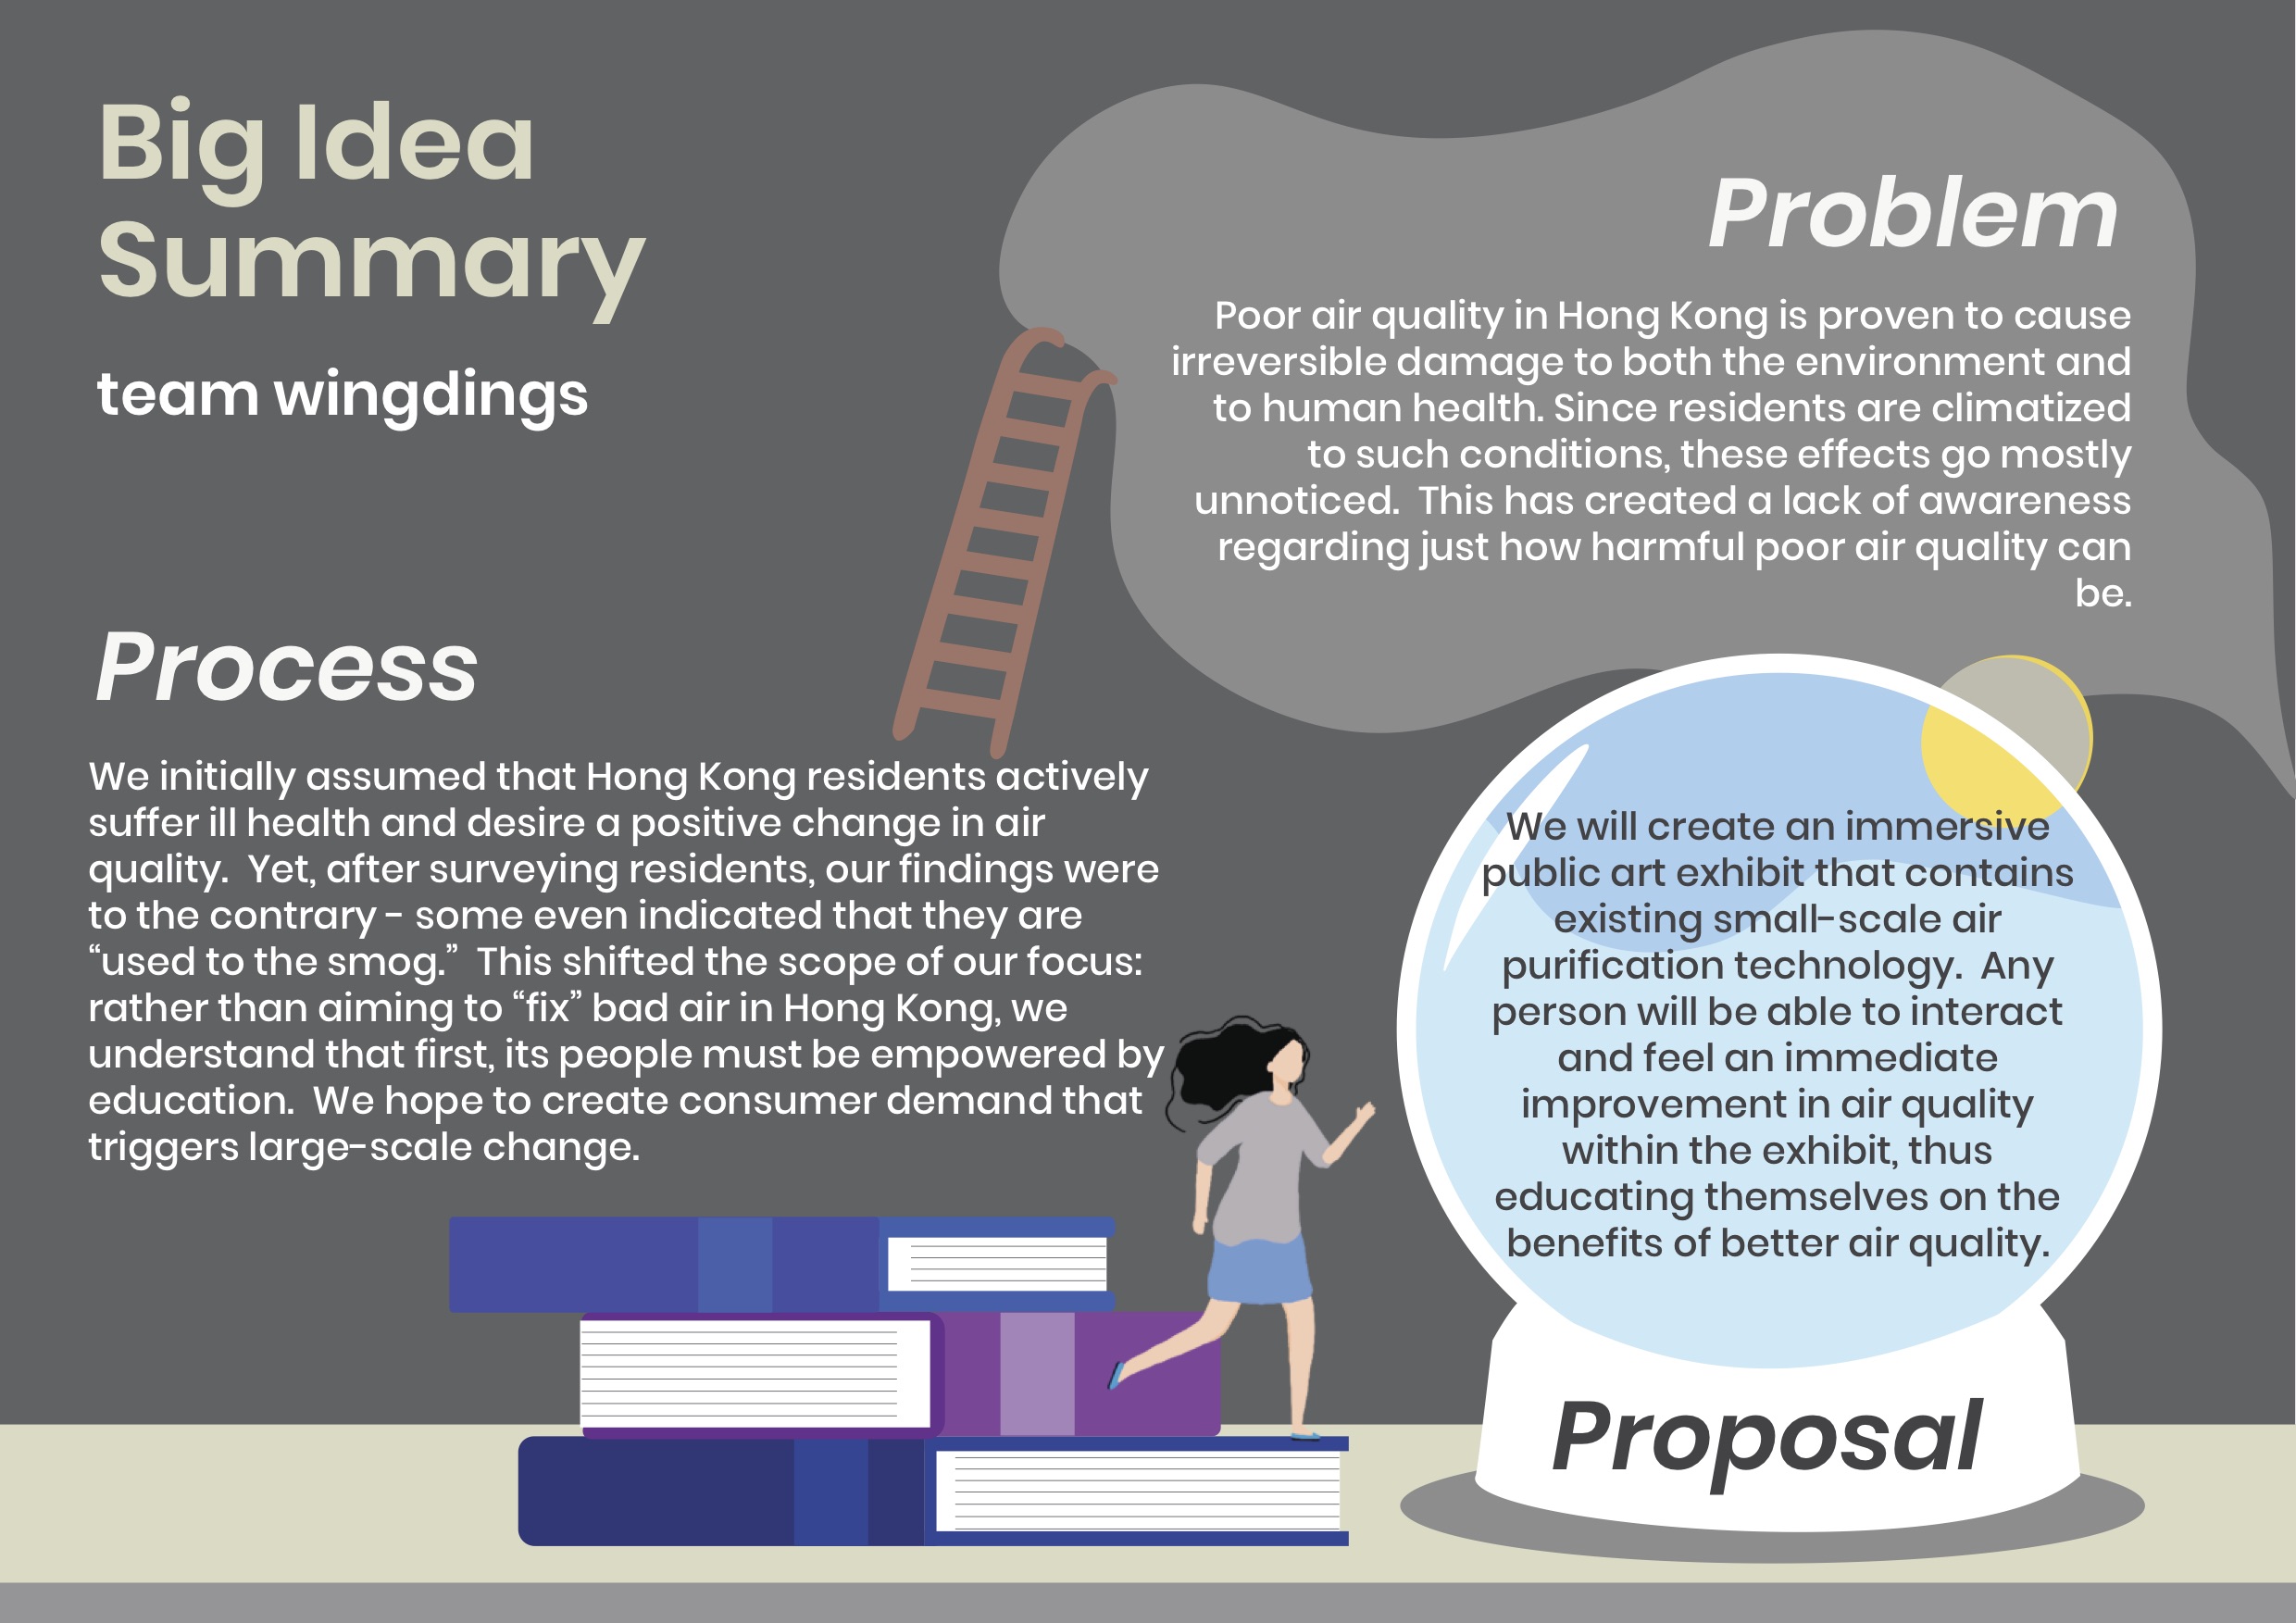 Big Idea
Summary
team wingdings
Problem
Poor air quality in Hong Kong is proven to cause
irreversible damage to both the environment and
to human health. Since residents are climatized
to such conditions, these effects go mostly
unnoticed.  This has created a lack of awareness
regarding just how harmful poor air quality can
be.
Process
We initially assumed that Hong Kong residents actively
suffer ill health and desire a positive change in air
quality.  Yet, after surveying residents, our findings were
to the contrary - some even indicated that they are
“used to the smog.”  This shifted the scope of our focus:
rather than aiming to “fix” bad air in Hong Kong, we
understand that first, its people must be empowered by
education.  We hope to create consumer demand that
triggers large-scale change.
We will create an immersive
public art exhibit that contains
existing small-scale air
purification technology.  Any
person will be able to interact
and feel an immediate
improvement in air quality
within the exhibit, thus
educating themselves on the
benefits of better air quality.
Proposal